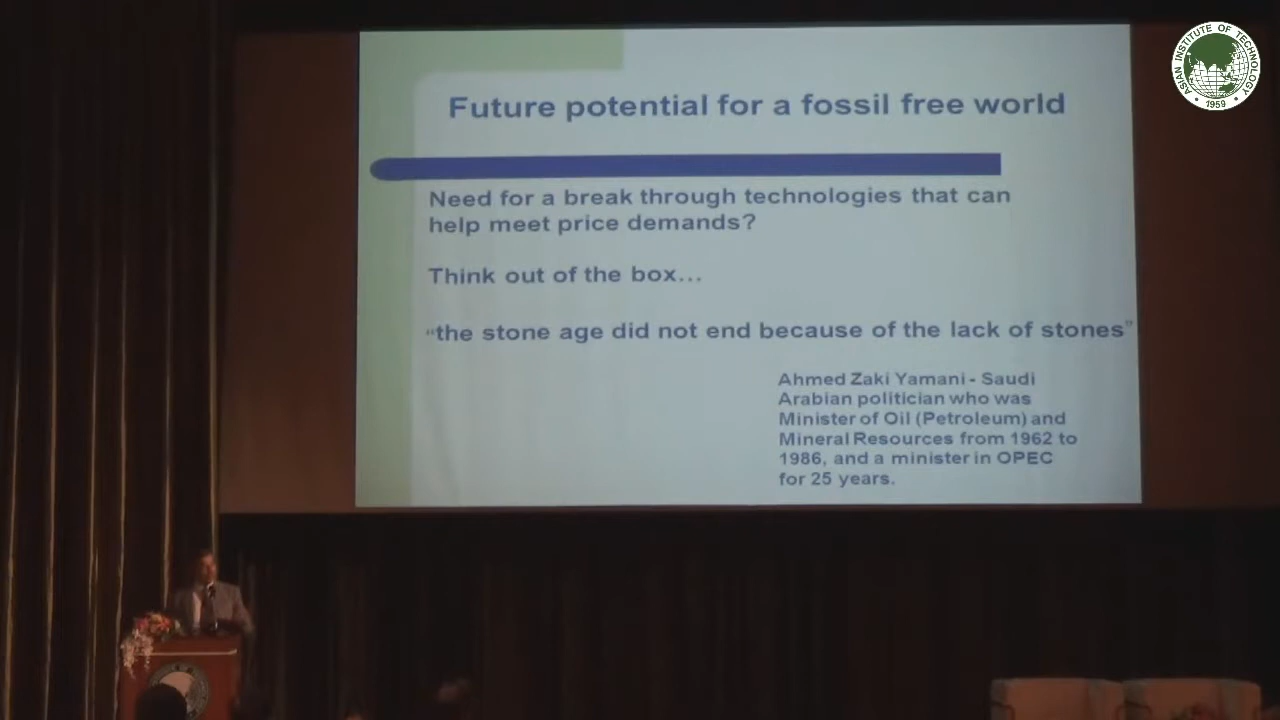 Future potential for a fossil free world
Need for a break through technologies that can
help meet price demands?
Think out of the box...
“the stone age did not end because of the lack of stones”
Ahmed Zaki Yamani - Saudi
Arabian politician who was
Minister of Oil (Petroleum) and
Mineral Resources from 1962 to
1986, and a minister in OPEC
for 25 years.
ASIAN INSTITUTE OF TECHNOLOGY
• 1959 •